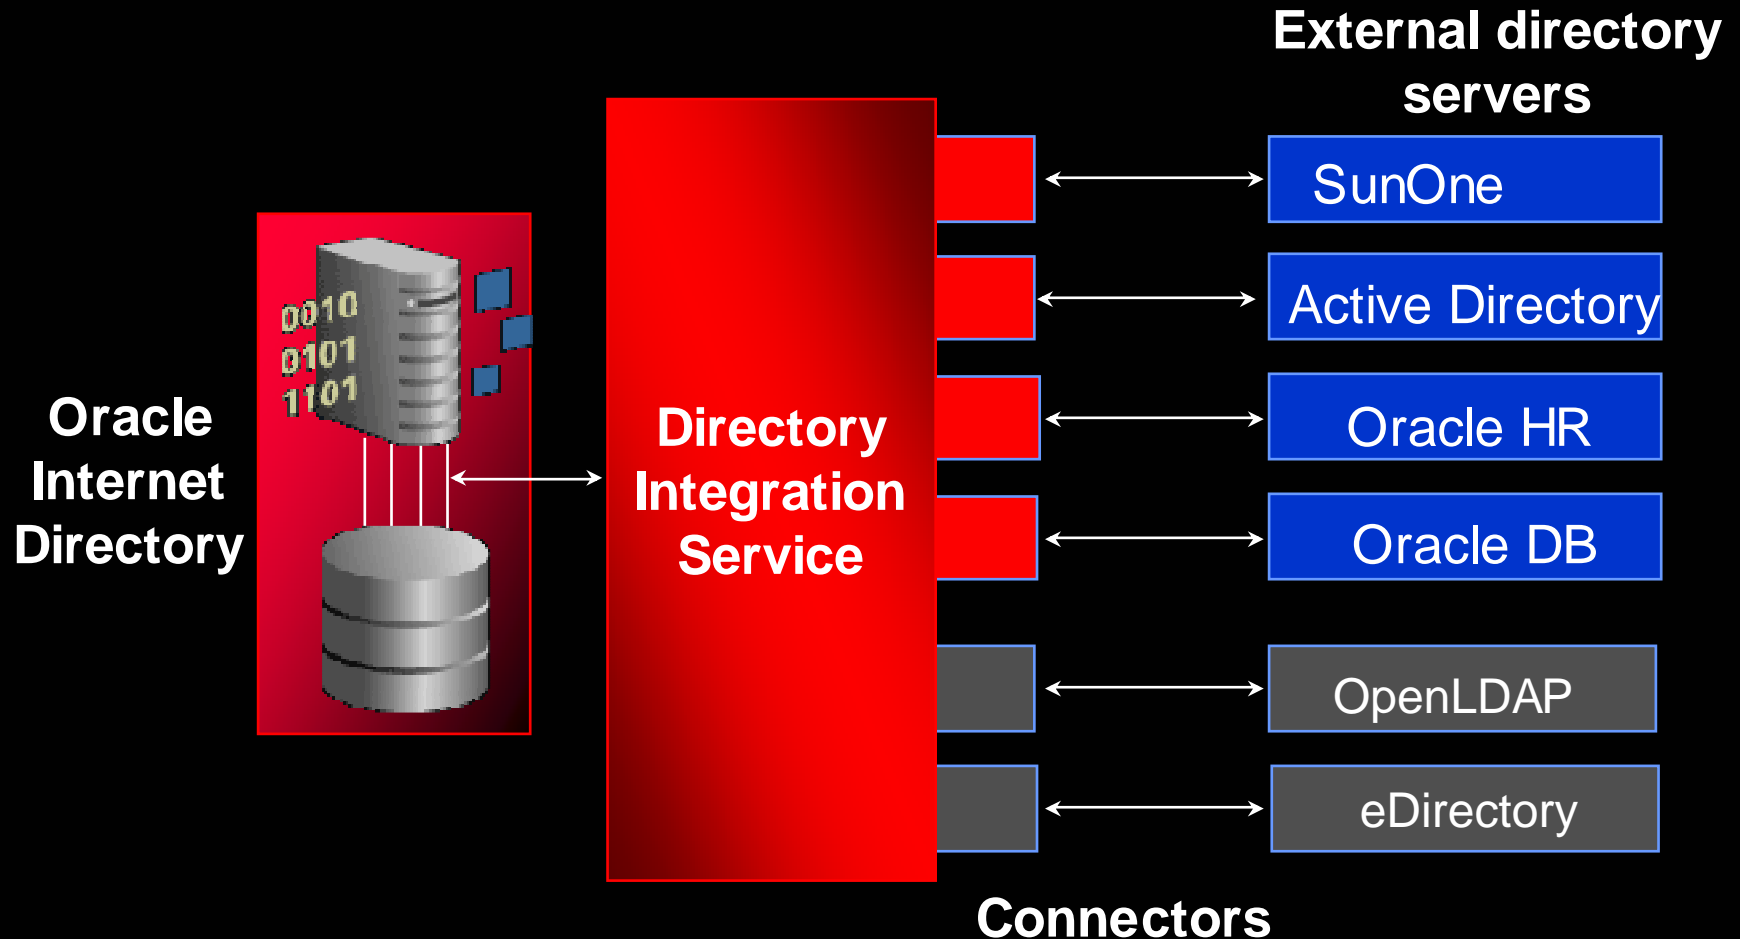 External directory
servers
SunOne
Active Directory
Oracle HR
Oracle DB
OpenLDAP
eDirectory
Oracle
Internet
Directory
0010
0101
1101
Directory
Integration
Service
Connectors